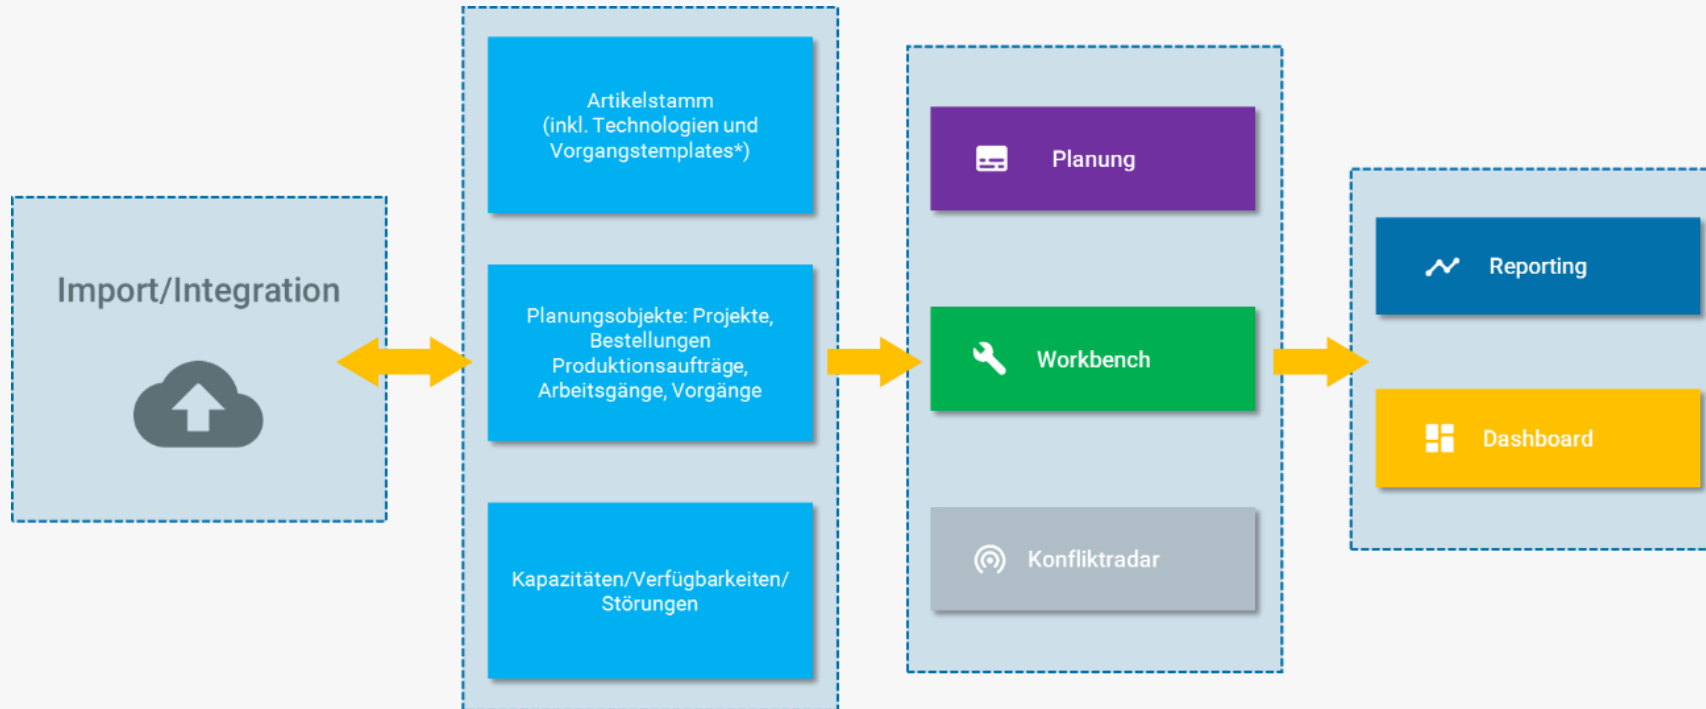 Import/Integration
Artikelstamm
(inkl. Technologien und
Vorgangstemplates*)
Planungsobjekte: Projekte,
Bestellungen
Produktionsaufträge,
Arbeitsgänge, Vorgänge
Kapazitäten/Verfügbarkeiten/
Störungen
Planung
Workbench
Konfliktradar
Reporting
Dashboard